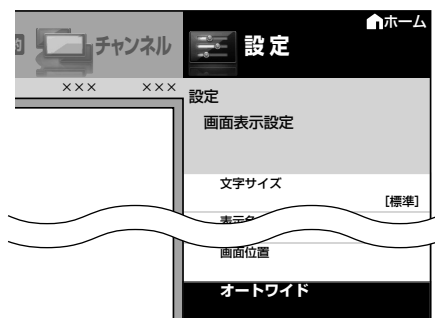 ホーム
約
チャンネル
設定
××× ×××
設定
画面表示設定
文字サイズ
[標準]
画面位置
オートワイド